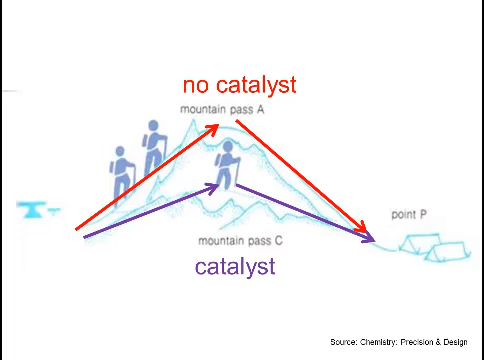 no catalyst
mountain pass A
point P
mountain pass C
catalyst
Source: Chemistry: Precision & Design